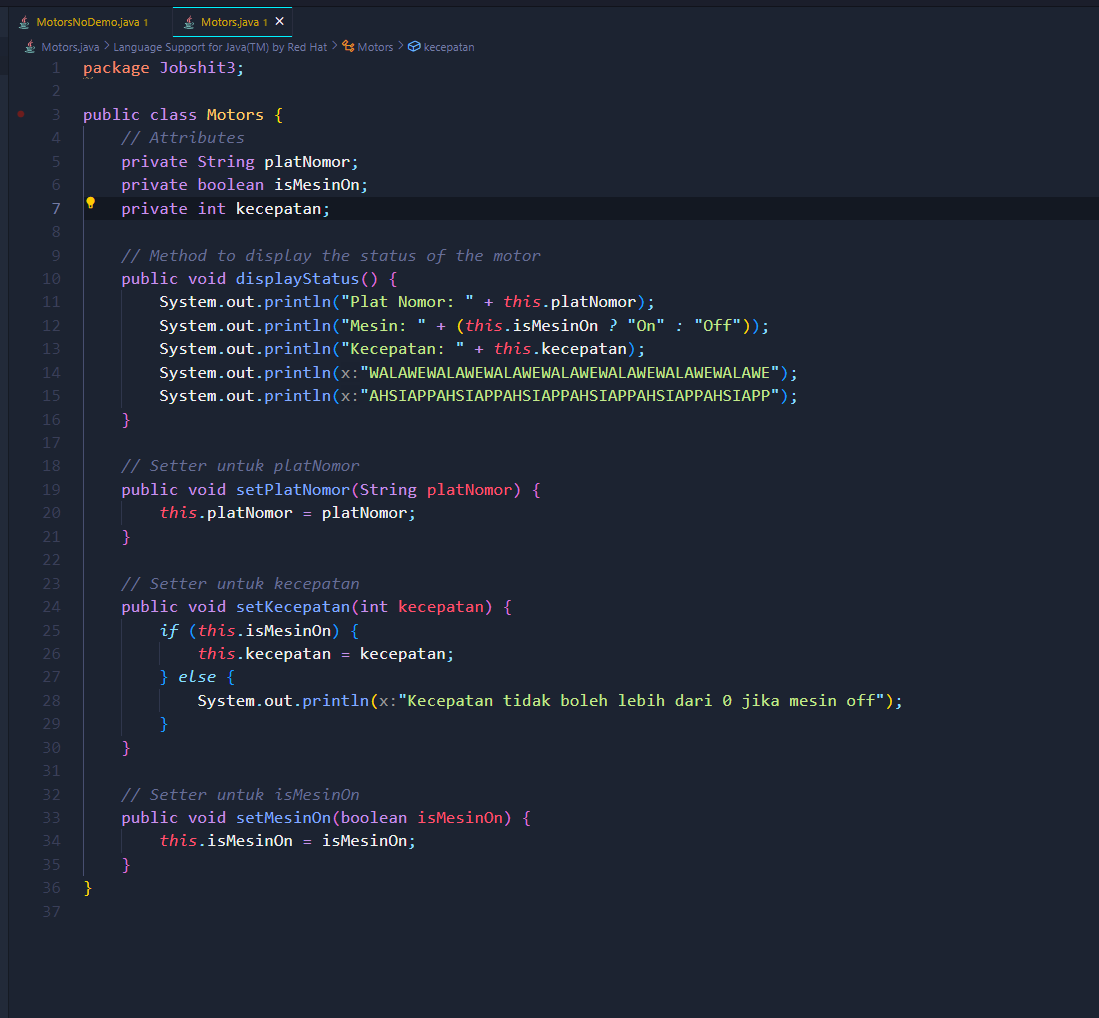 MotorsNoDemo.java 1 Motors.java 1 ×
Motors.java > Language Support for Java(TM) by Red Hat > Motors > kecepatan
1 package Jobshit3;
2
3 public class Motors {
4     // Attributes
5     private String platNomor;
6     private boolean isMesinOn;
7     private int kecepatan;
8
9     // Method to display the status of the motor
10     public void displayStatus() {
11         System.out.println("Plat Nomor: " + this.platNomor);
12         System.out.println("Mesin: " + (this.isMesinOn ? "On" : "Off"));
13         System.out.println("Kecepatan: " + this.kecepatan);
14         System.out.println(x:"WALAWEWALAWEWALAWEWALAWEWALAWEWALAWEWALAWE");
15         System.out.println(x:"AHSIAPPAHSIAPPAHSIAPPAHSIAPPAHSIAPPAHSIAPP");
16     }
17
18     // Setter untuk platNomor
19     public void setPlatNomor(String platNomor) {
20         this.platNomor = platNomor;
21     }
22
23     // Setter untuk kecepatan
24     public void setKecepatan(int kecepatan) {
25         if (this.isMesinOn) {
26             this.kecepatan = kecepatan;
27         } else {
28             System.out.println(x:"Kecepatan tidak boleh lebih dari 0 jika mesin off");
29         }
30     }
31
32     // Setter untuk isMesinOn
33     public void setMesinOn(boolean isMesinOn) {
34         this.isMesinOn = isMesinOn;
35     }
36 }
37